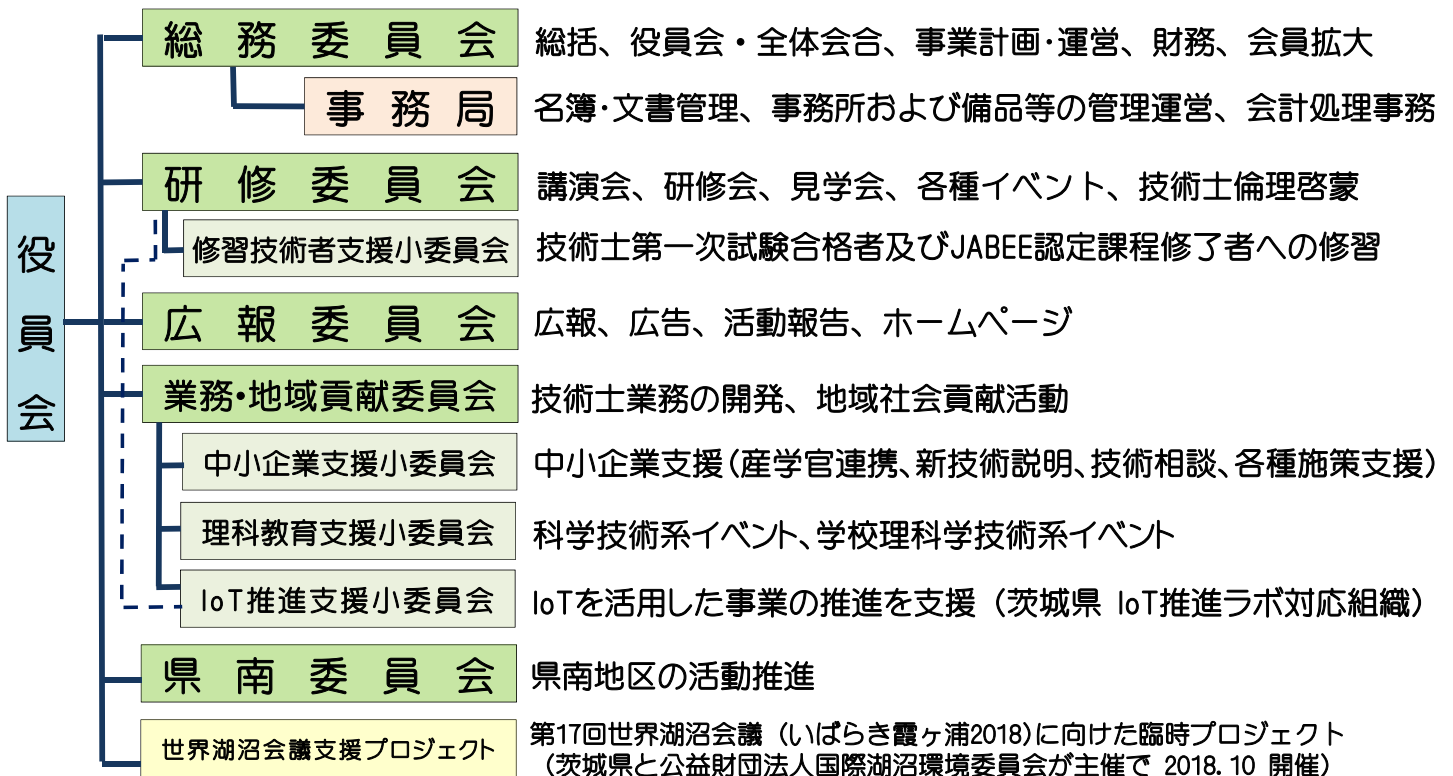 役員会
総務委員会 総括、役員会・全体会合、事業計画・運営、財務、会員拡大
事務局 名簿・文書管理、事務所および備品等の管理運営、会計処理事務
研修委員会 講演会、研修会、見学会、各種イベント、技術士倫理啓蒙
修習技術者支援小委員会 技術士第一次試験合格者及びJABEE認定課程修了者への修習
広報委員会 広報、広告、活動報告、ホームページ
業務・地域貢献委員会 技術士業務の開発、地域社会貢献活動
中小企業支援小委員会 中小企業支援(産学官連携、新技術説明、技術相談、各種施策支援)
理科教育支援小委員会 科学技術系イベント、学校理科学技術系イベント
IoT推進支援小委員会 IoTを活用した事業の推進を支援（茨城県 IoT推進ラボ対応組織）
県南委員会 県南地区の活動推進
世界湖沼会議支援プロジェクト 第17回世界湖沼会議（いばらき霞ヶ浦2018)に向けた臨時プロジェクト
（茨城県と公益財団法人国際湖沼環境委員会が主催で 2018.10 開催）